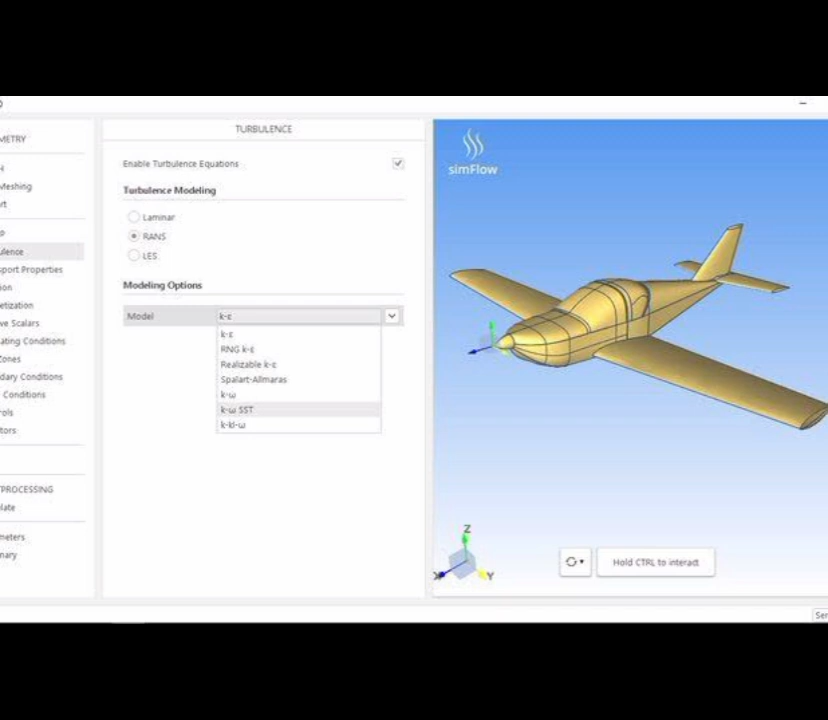 METRY
TURBULENCE
Enable Turbulence Equations
Meshing
Turbulence Modeling
Laminar
RANS
ulence
LES
sport Properties
ion
Modeling Options
etization
ve Scalars
Model
k-ε
ating Conditions
k-ε
RNG k-ε
Zones
Realizable k-ε
dary Conditions
Spalart-Allmaras
Conditions
k-ω
rols
k-ω SST
tors
k-kl-ω
TPROCESSING
late
meters
mary
simFlow
Z
X
Y
Hold CTRL to interact
Ser